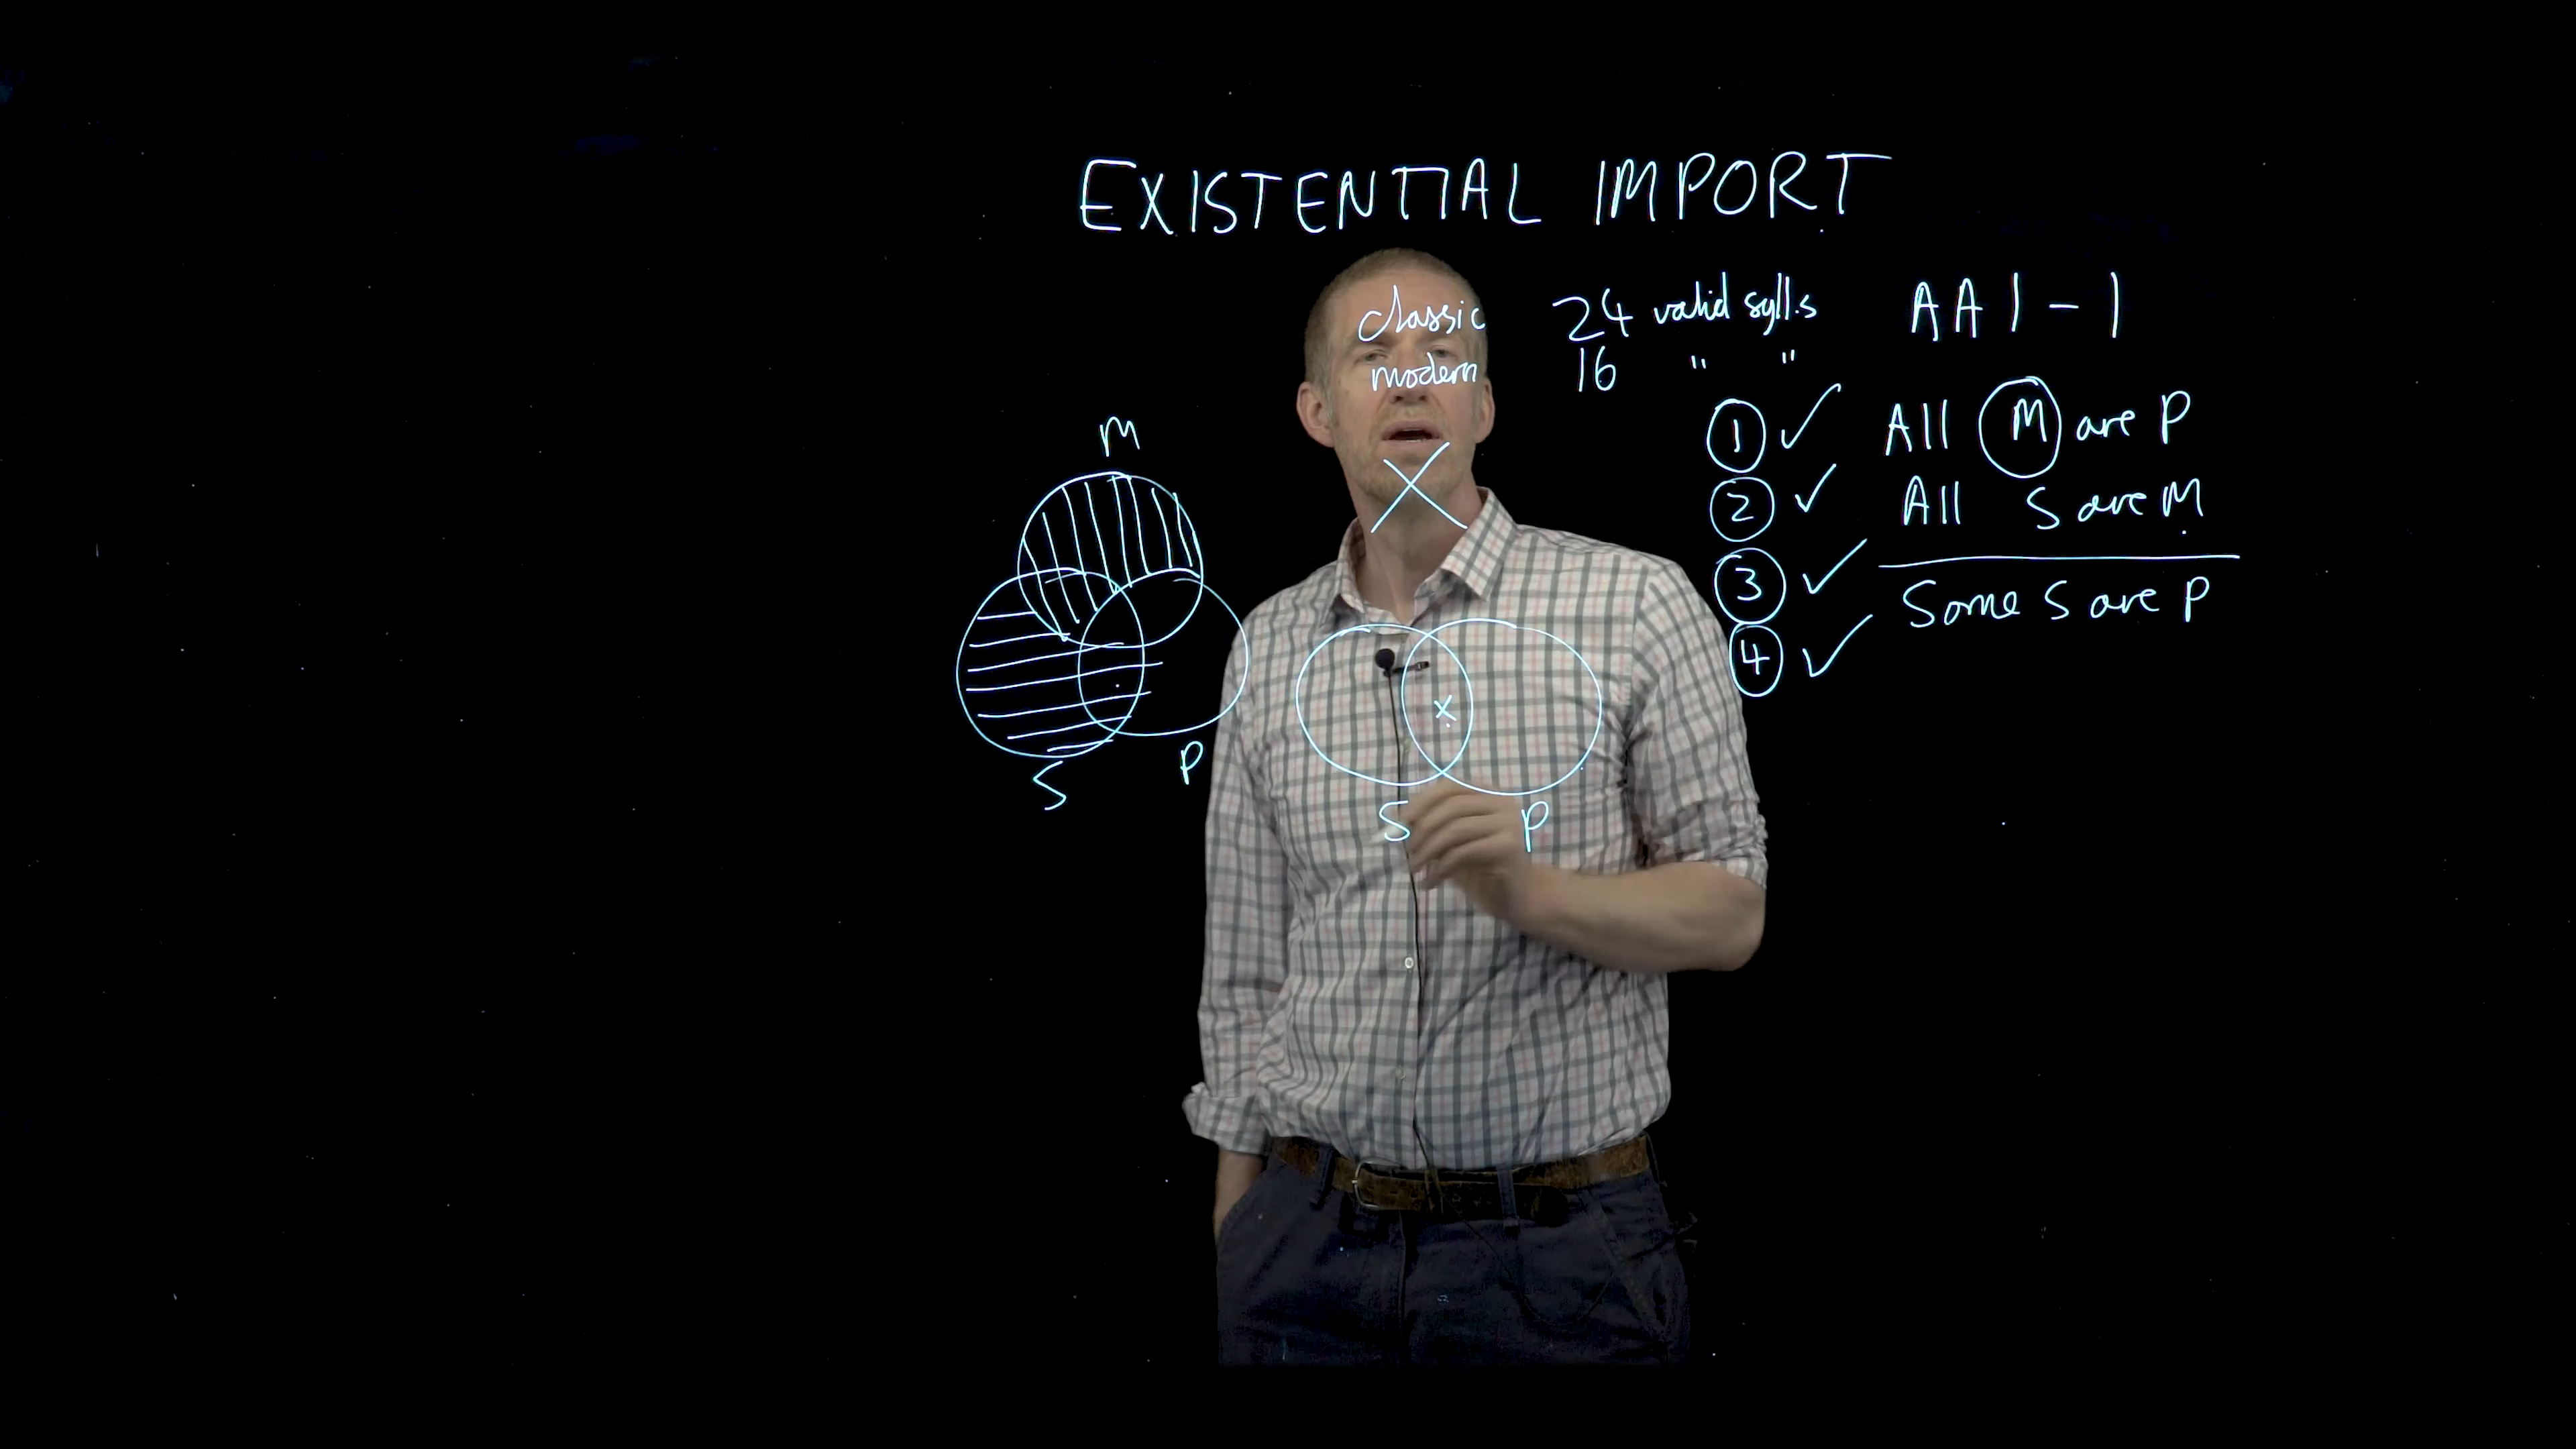 EXISTENTIAL IMPORT
classic 24 valid syll.s
modern 16 " "
AAI-1
1 ✓ All M are P
2 ✓ All S are M
3 ✓ Some S are P
4 ✓
M
S
P
X
x
S
P